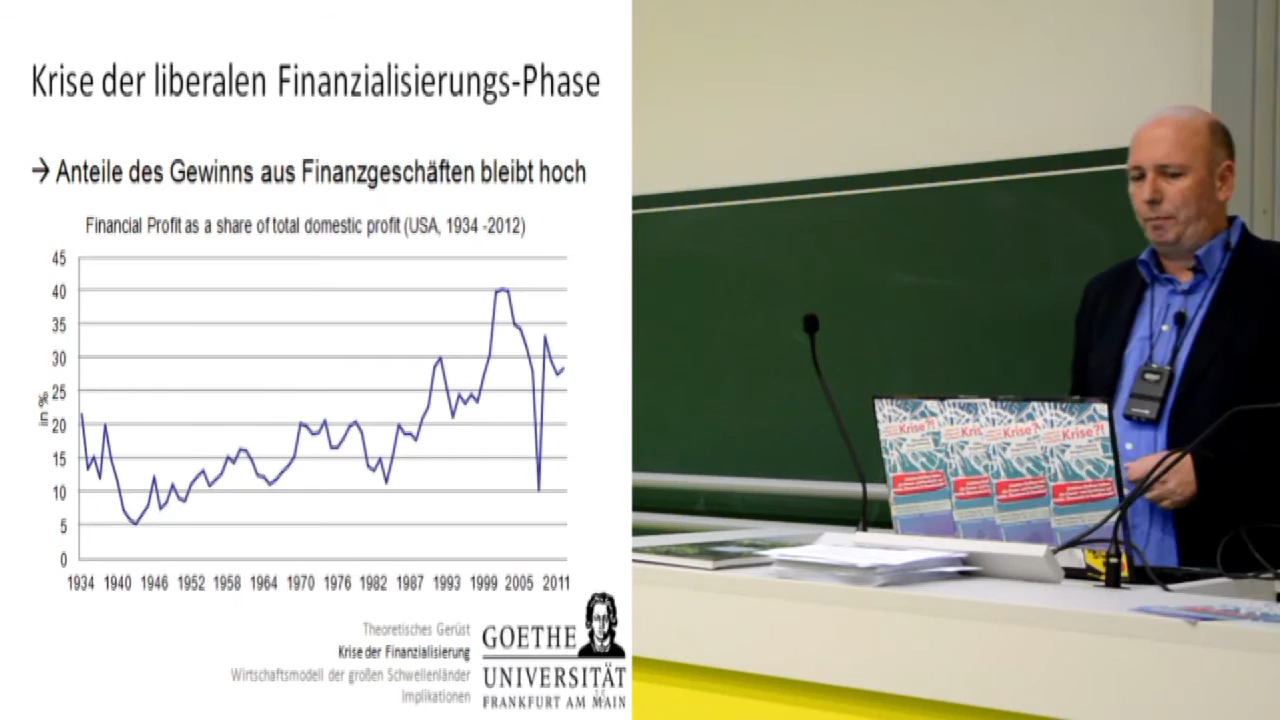 Krise der liberalen Finanzialisierungs-Phase
→ Anteile des Gewinns aus Finanzgeschäften bleibt hoch
Financial Profit as a share of total domestic profit (USA, 1934 -2012)
45
40
35
30
25
20
15
10
5
0
in %
1934 1940 1946 1952 1958 1964 1970 1976 1982 1987 1993 1999 2005 2011
Theoretisches Gerüst
Krise der Finanzialisierung
Wirtschaftsmodell der großen Schwellenländer
Implikationen
GOETHE
UNIVERSITÄT
FRANKFURT AM MAIN
Krise?!
Kris
Krise?
Krise?!